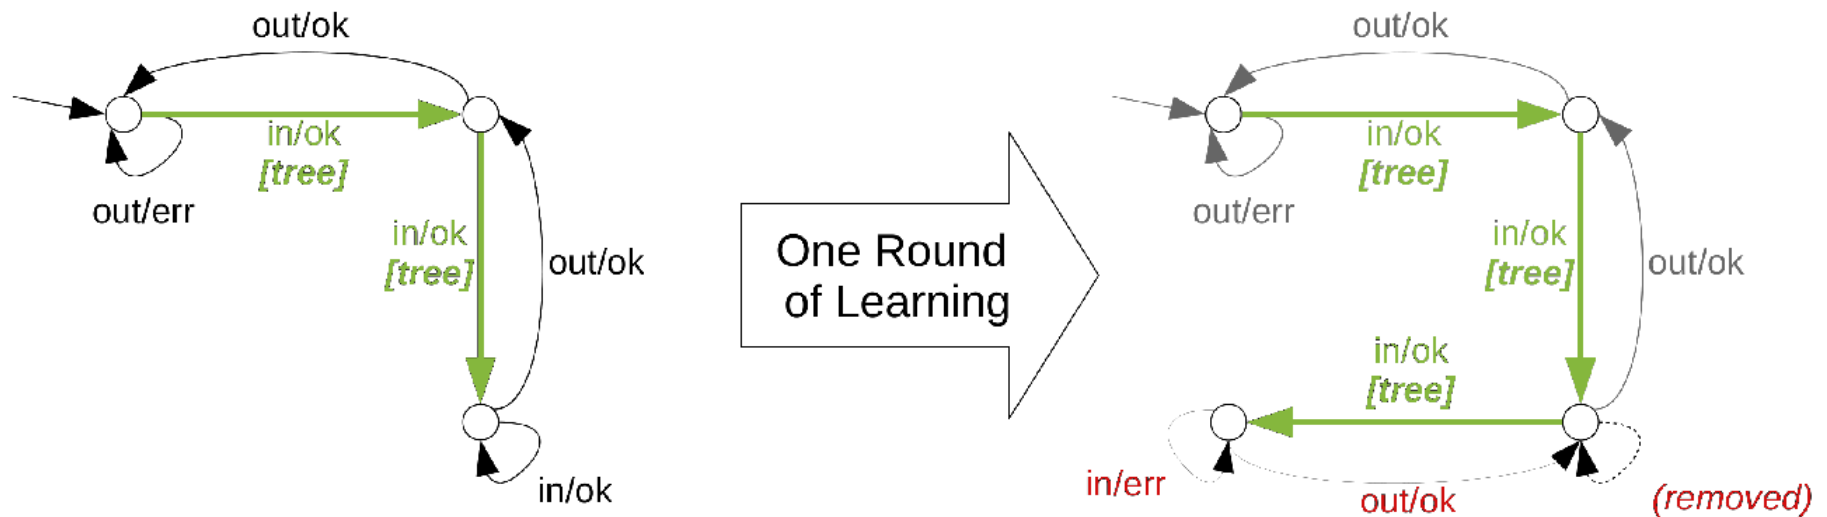 out/ok
in/ok
[tree]
out/err
in/ok
[tree]
out/ok
in/ok
One Round
of Learning
out/ok
in/ok
[tree]
out/err
in/ok
[tree]
out/ok
in/ok
[tree]
in/err
out/ok
(removed)